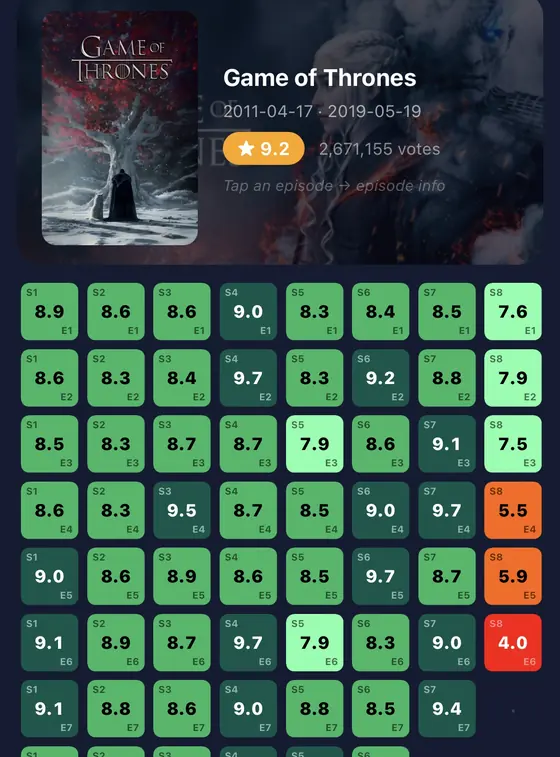 GAME OF
THRONES
Game of Thrones
2011-04-17 · 2019-05-19
★ 9.2 2,671,155 votes
Tap an episode → episode info
S1 S2 S3 S4 S5 S6 S7 S8
8.9 8.6 8.6 9.0 8.3 8.4 8.5 7.6
E1 E1 E1 E1 E1 E1 E1 E1
S1 S2 S3 S4 S5 S6 S7 S8
8.6 8.3 8.4 9.7 8.3 9.2 8.8 7.9
E2 E2 E2 E2 E2 E2 E2 E2
S1 S2 S3 S4 S5 S6 S7 S8
8.5 8.3 8.7 8.7 7.9 8.6 9.1 7.5
E3 E3 E3 E3 E3 E3 E3 E3
S1 S2 S3 S4 S5 S6 S7 S8
8.6 8.3 9.5 8.7 8.5 9.0 9.7 5.5
E4 E4 E4 E4 E4 E4 E4 E4
S1 S2 S3 S4 S5 S6 S7 S8
9.0 8.6 8.9 8.6 8.5 9.7 8.7 5.9
E5 E5 E5 E5 E5 E5 E5 E5
S1 S2 S3 S4 S5 S6 S7 S8
9.1 8.9 8.7 9.7 7.9 8.3 9.0 4.0
E6 E6 E6 E6 E6 E6 E6 E6
S1 S2 S3 S4 S5 S6 S7
9.1 8.8 8.6 9.0 8.8 8.5 9.4
E7 E7 E7 E7 E7 E7 E7
S1 S2 S3 S4 S5 S6